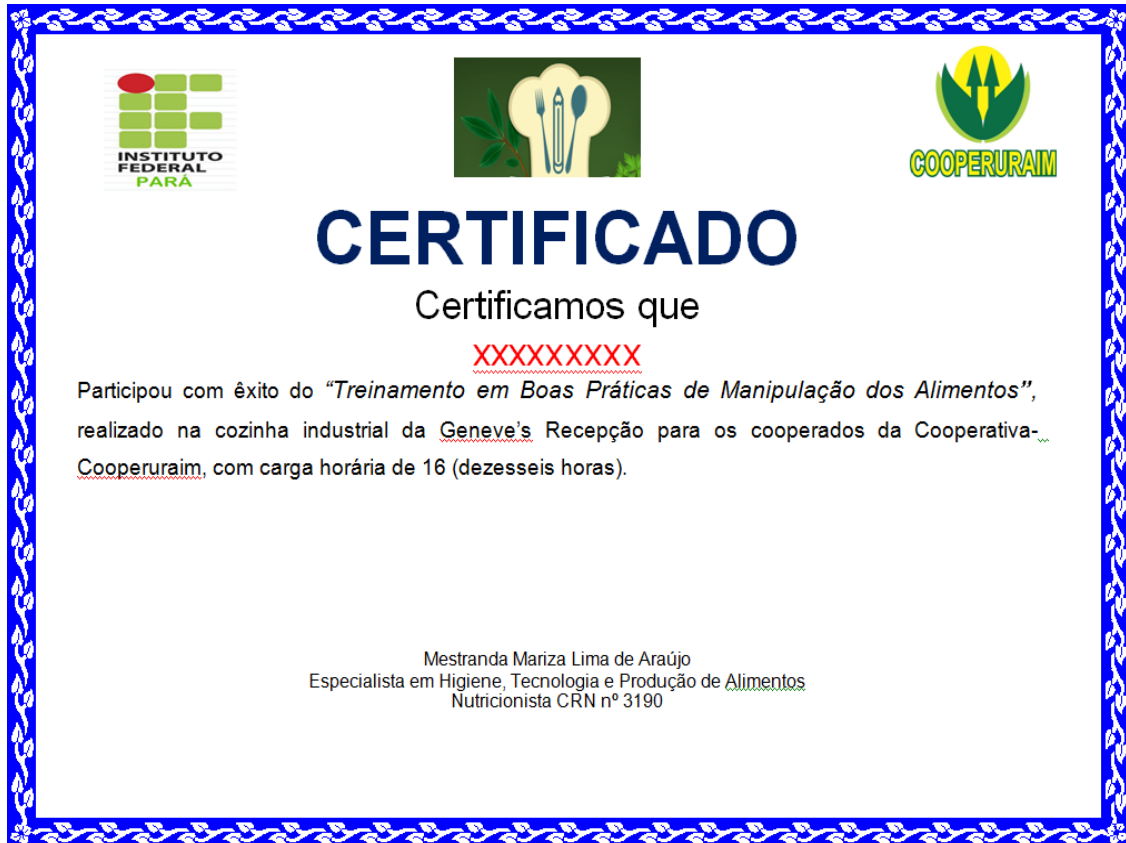 INSTITUTO
FEDERAL
PARÁ
COOPERURAIM
CERTIFICADO
Certificamos que
XXXXXXXXX
Participou com êxito do “Treinamento em Boas Práticas de Manipulação dos Alimentos”,
realizado na cozinha industrial da Geneve’s Recepção para os cooperados da Cooperativa-
Cooperuraim, com carga horária de 16 (dezesseis horas).
Mestranda Mariza Lima de Araújo
Especialista em Higiene, Tecnologia e Produção de Alimentos
Nutricionista CRN nº 3190